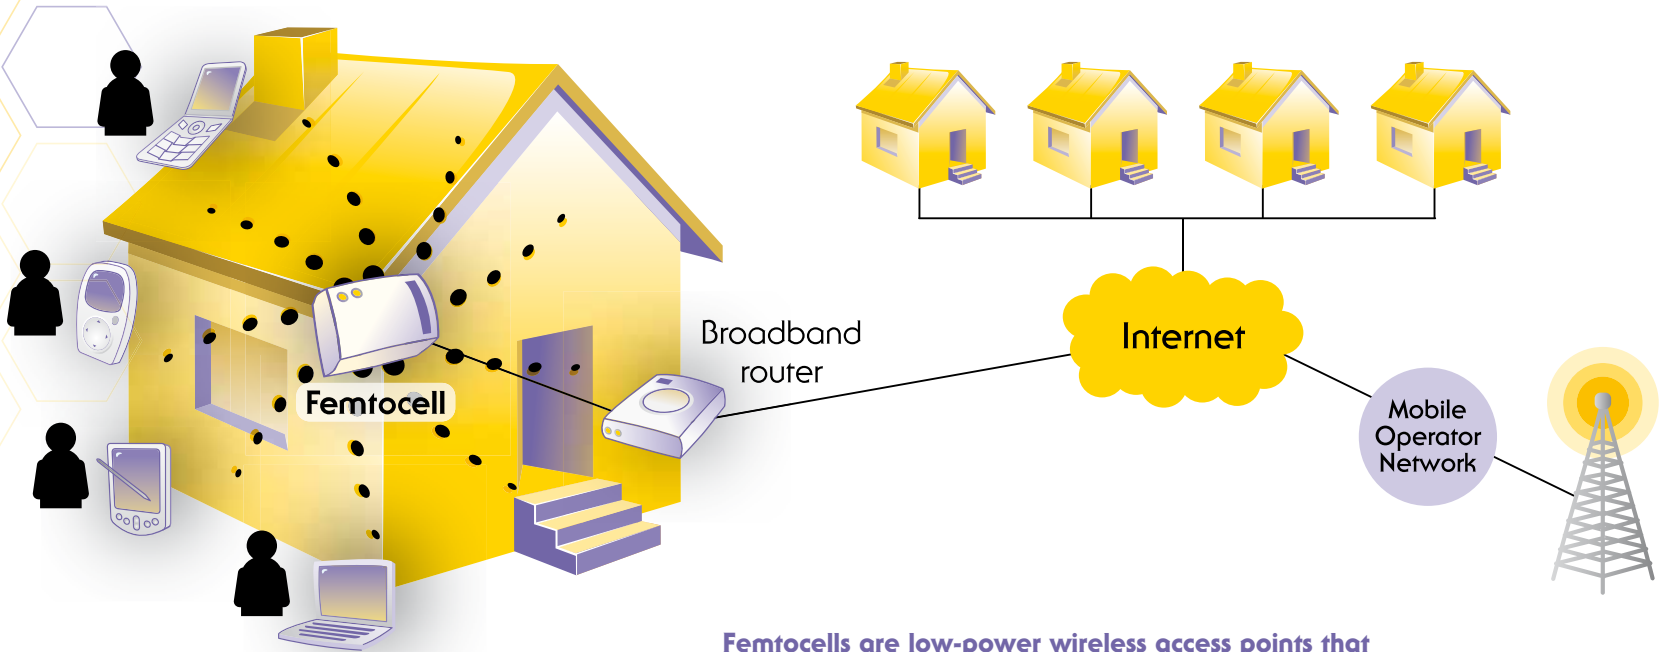 Broadband
router
Internet
Femtocell
Mobile
Operator
Network
Femtocells are low-power wireless access points that